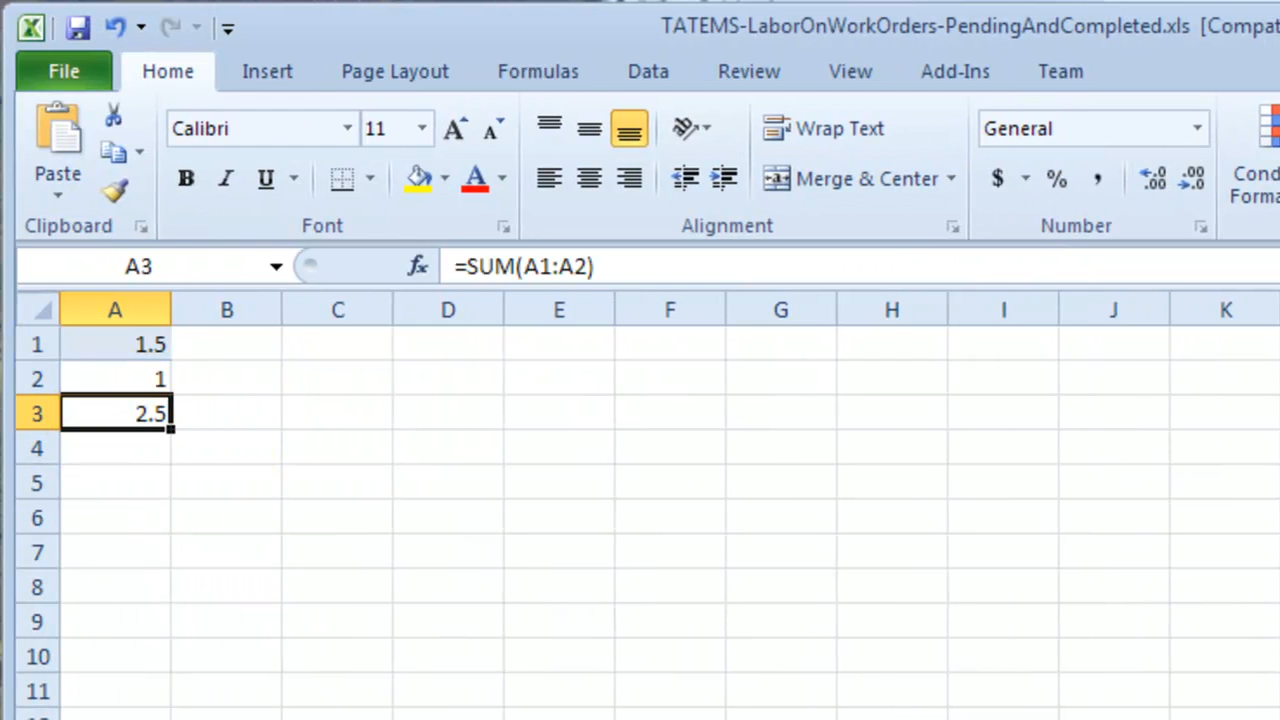 TATEMS-LaborOnWorkOrders-PendingAndCompleted.xls [Compat
File Home Insert Page Layout Formulas Data Review View Add-Ins Team
Calibri 11 Wrap Text General
Paste B I U Merge & Center $ % , Cond
Forma
Clipboard Font Alignment Number
A3 fx =SUM(A1:A2)
A B C D E F G H I J K
1 1.5
2 1
3 2.5
4
5
6
7
8
9
10
11